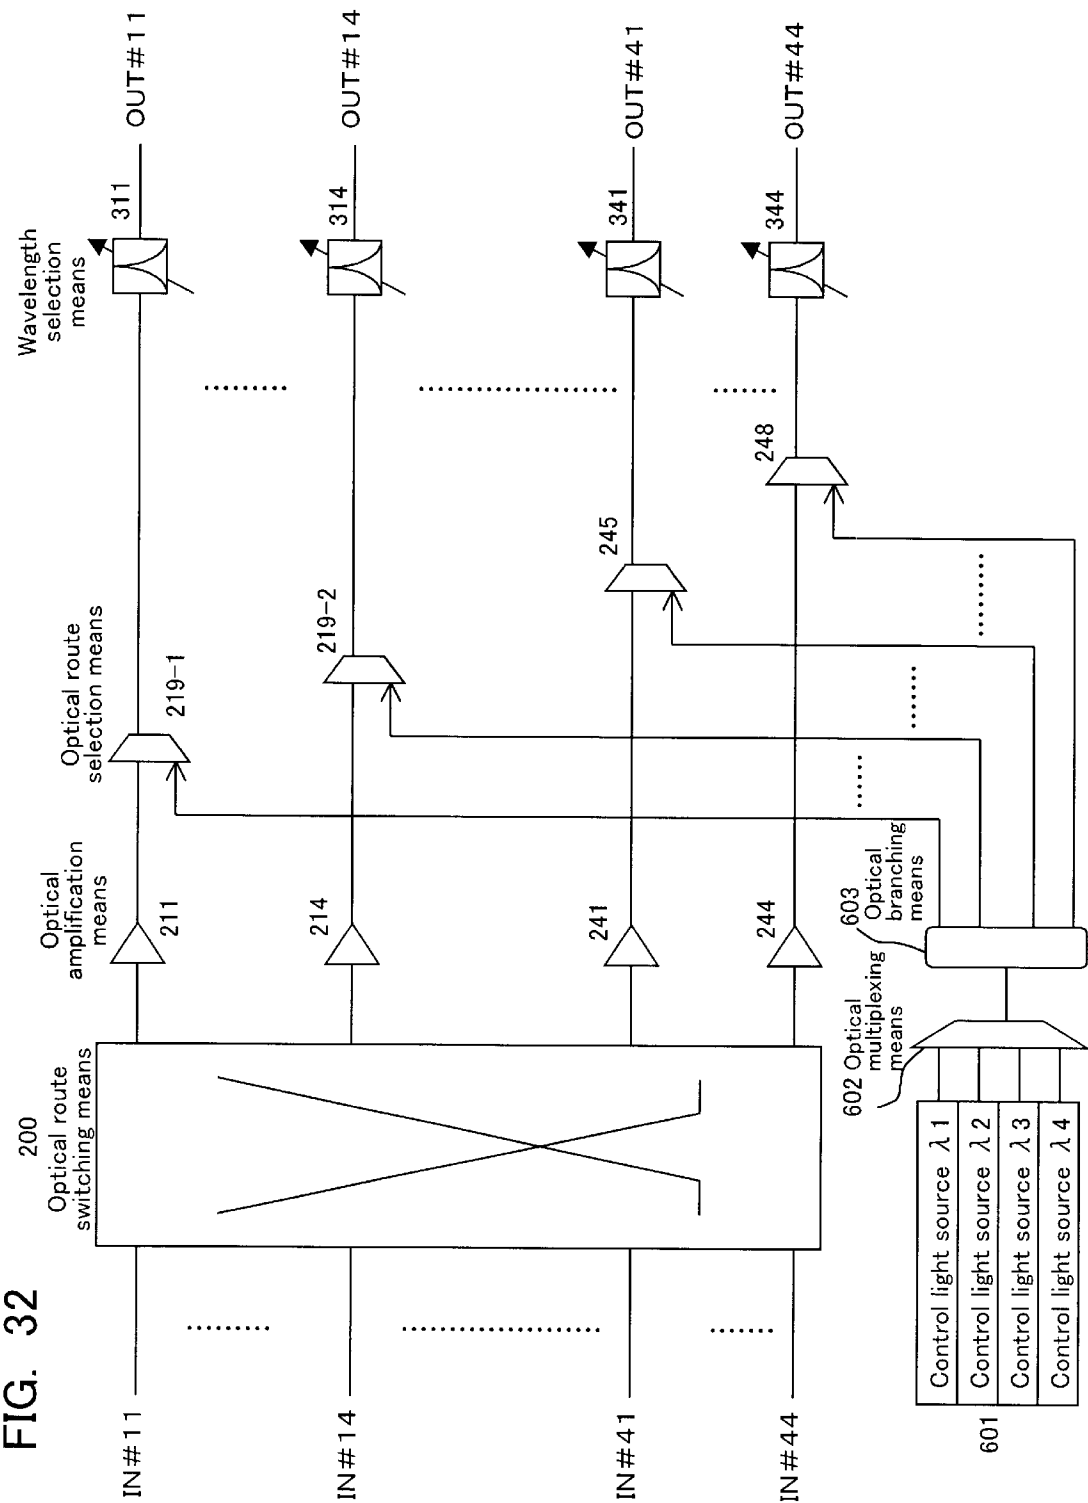 FIG. 32
IN#11
IN#14
IN#41
IN#44
200
Optical route
switching means
Optical
amplification
means
211
214
241
244
Optical route
selection means
219-1
219-2
245
248
Wavelength
selection
means
311
314
341
344
OUT#11
OUT#14
OUT#41
OUT#44
601
Control light source λ1
Control light source λ2
Control light source λ3
Control light source λ4
602 Optical
multiplexing
means
603
Optical
branching
means